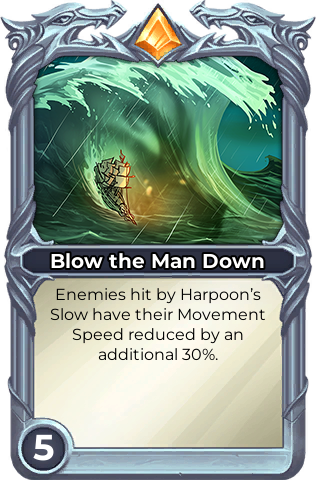 Blow the Man Down
Enemies hit by Harpoon's
Slow have their Movement
Speed reduced by an
additional 30%.
5